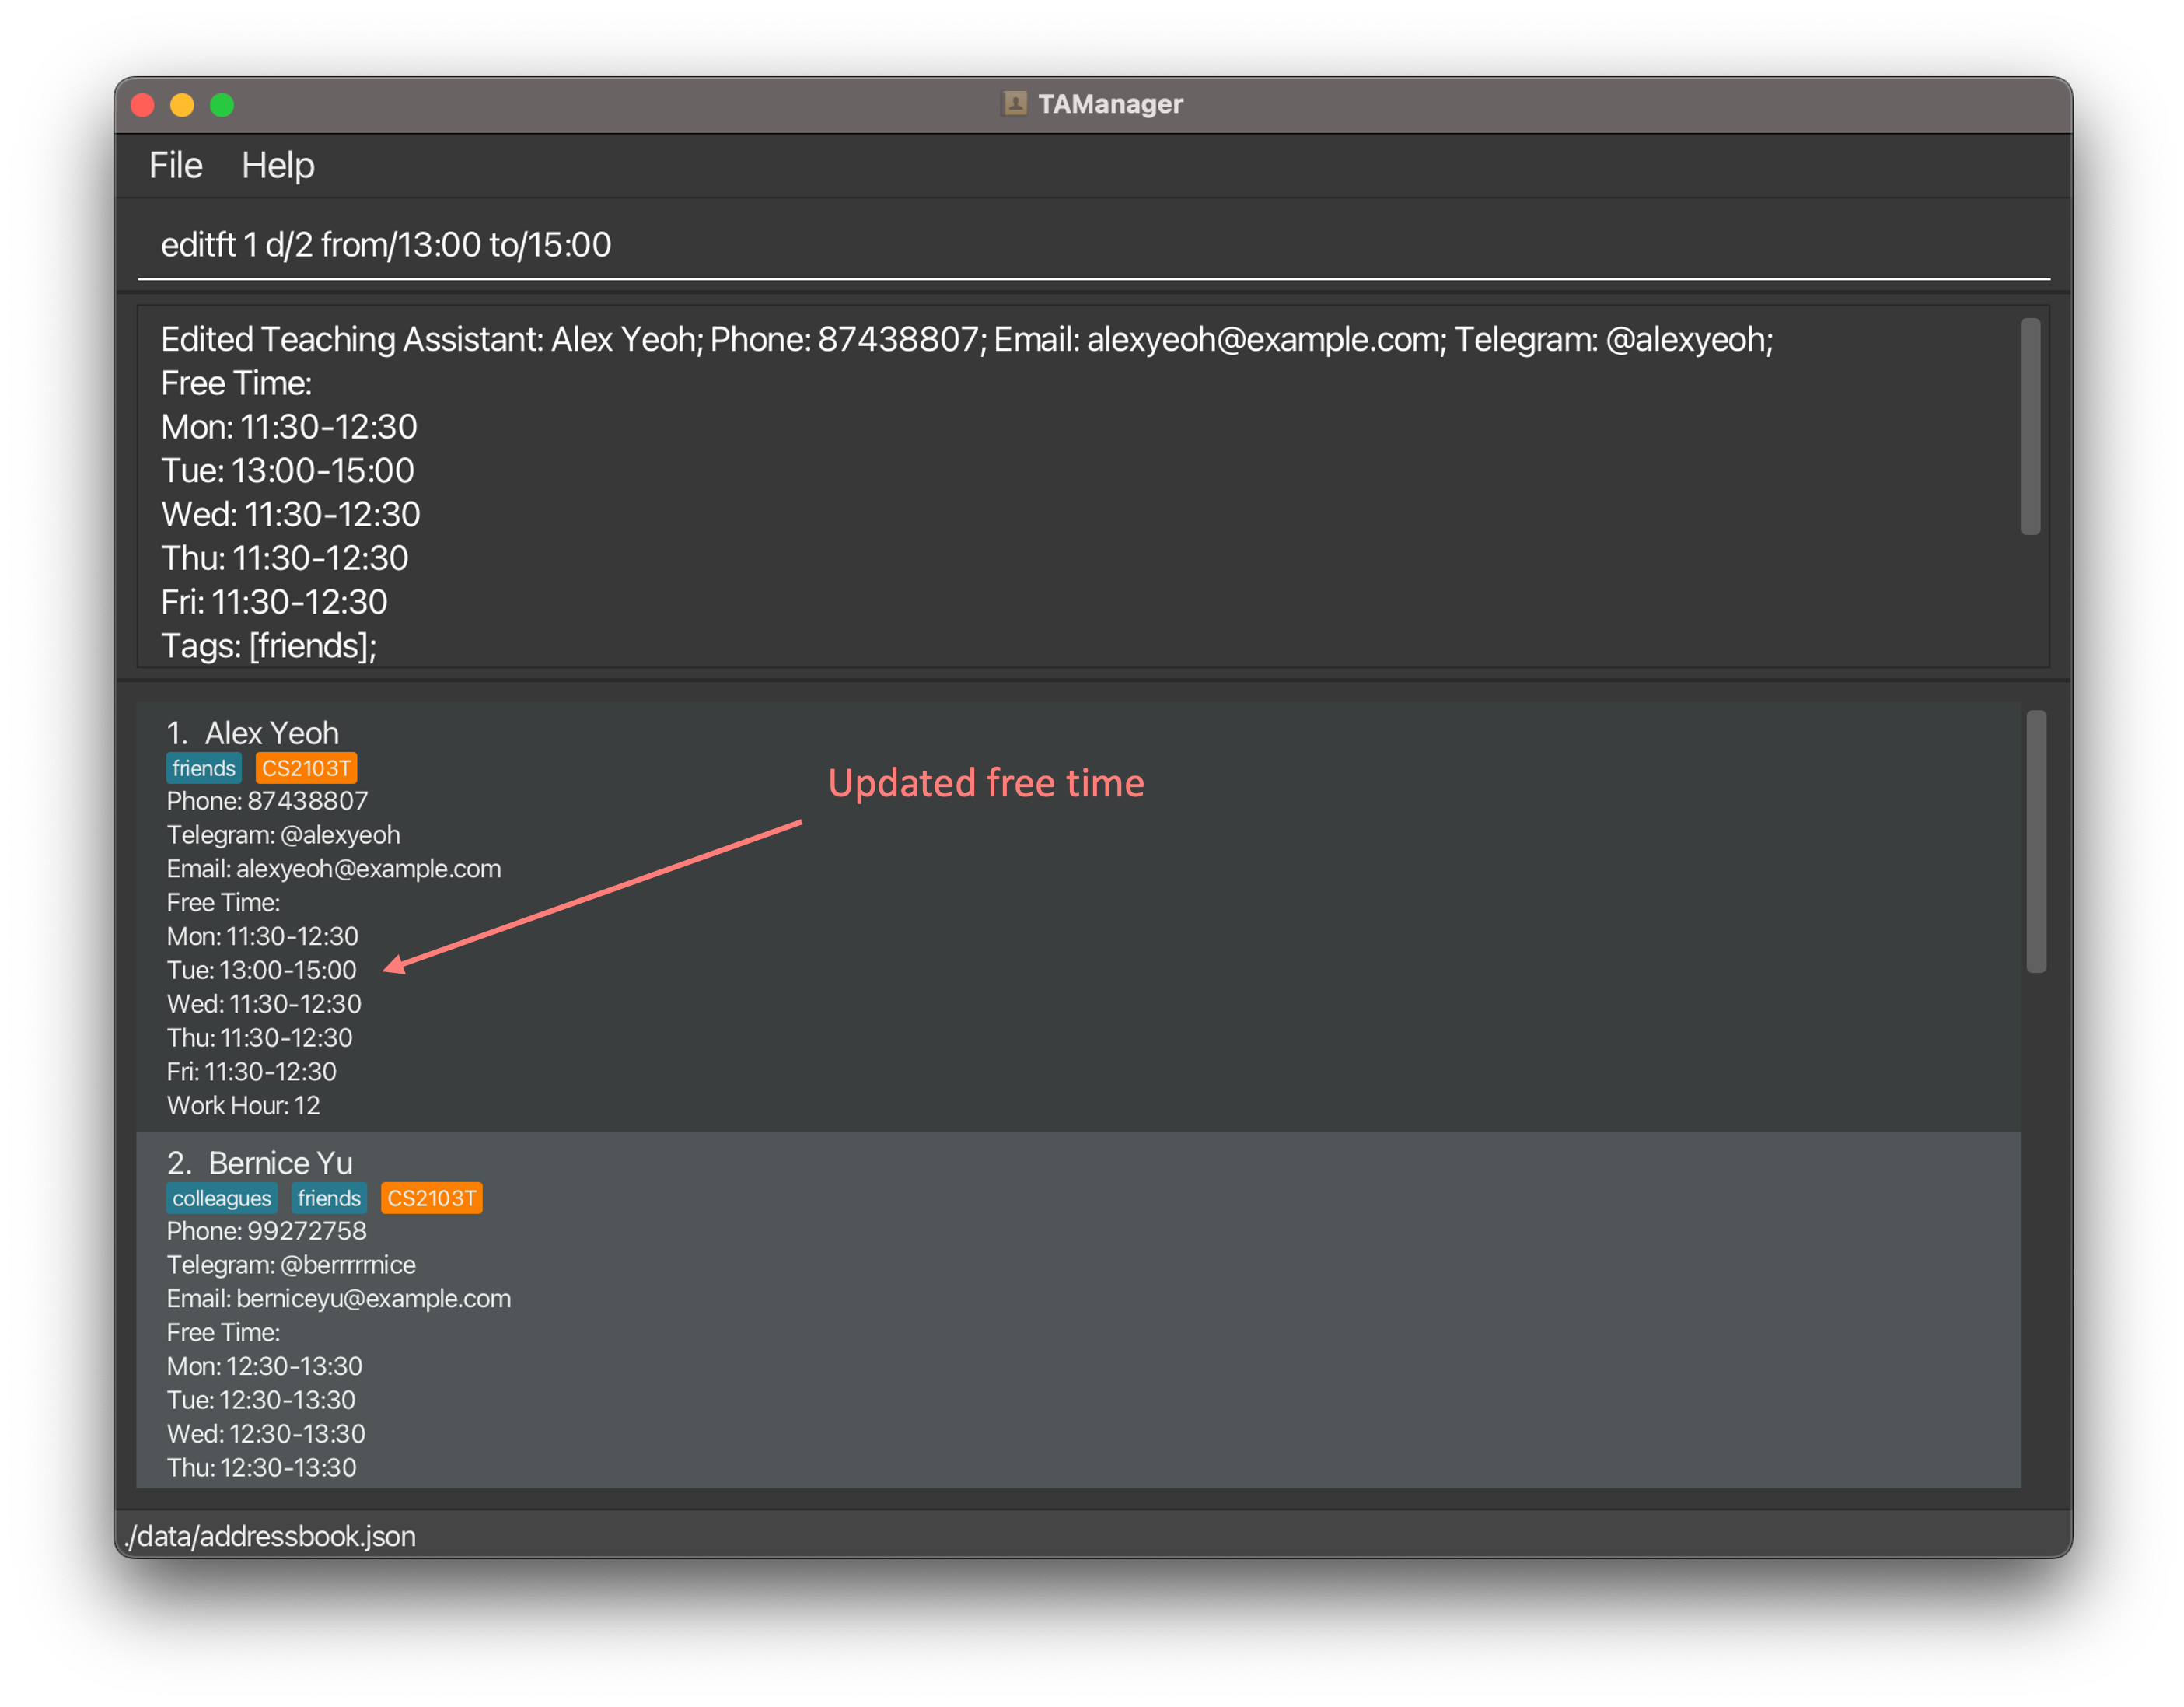 TAManager
File Help
editft 1 d/2 from/13:00 to/15:00
Edited Teaching Assistant: Alex Yeoh; Phone: 87438807; Email: alexyeoh@example.com; Telegram: @alexyeoh;
Free Time:
Mon: 11:30-12:30
Tue: 13:00-15:00
Wed: 11:30-12:30
Thu: 11:30-12:30
Fri: 11:30-12:30
Tags: [friends];
1. Alex Yeoh
friends CS2103T
Phone: 87438807
Telegram: @alexyeoh
Email: alexyeoh@example.com
Free Time:
Mon: 11:30-12:30
Tue: 13:00-15:00
Wed: 11:30-12:30
Thu: 11:30-12:30
Fri: 11:30-12:30
Work Hour: 12
Updated free time
2. Bernice Yu
colleagues friends CS2103T
Phone: 99272758
Telegram: @berrrrrnice
Email: berniceyu@example.com
Free Time:
Mon: 12:30-13:30
Tue: 12:30-13:30
Wed: 12:30-13:30
Thu: 12:30-13:30
./data/addressbook.json